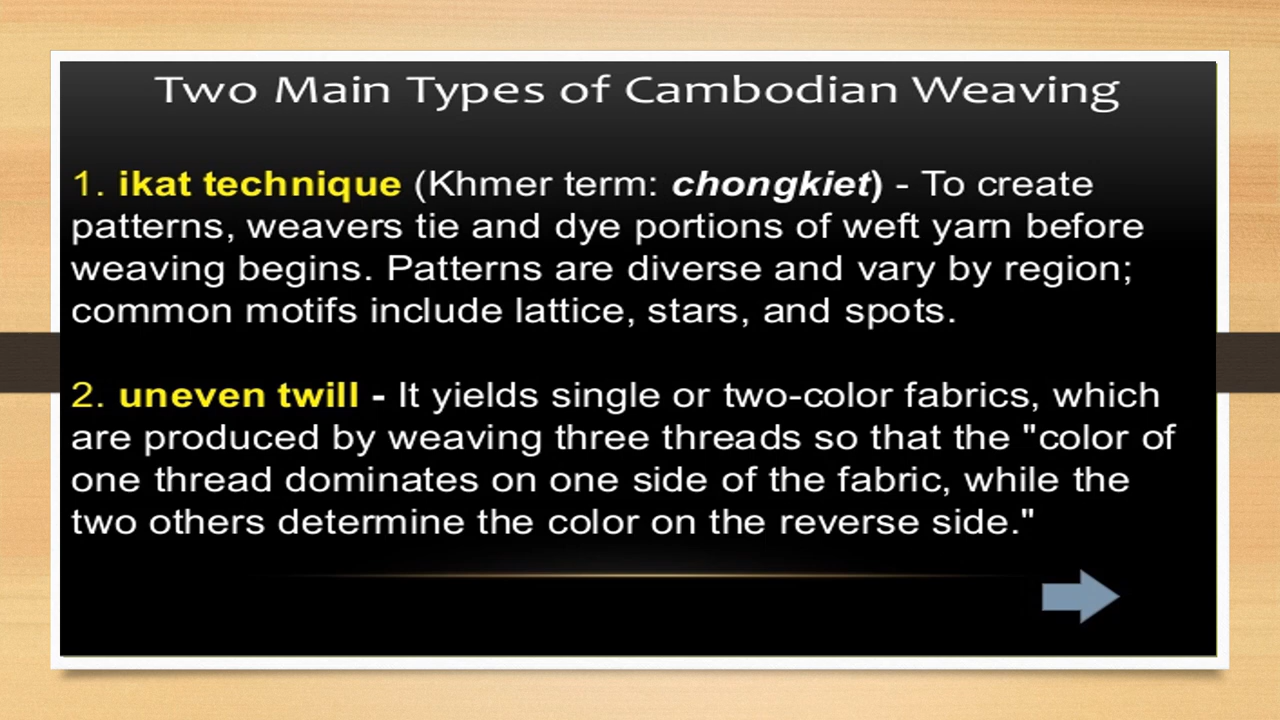 Two Main Types of Cambodian Weaving
1. ikat technique (Khmer term: chongkiet) - To create
patterns, weavers tie and dye portions of weft yarn before
weaving begins. Patterns are diverse and vary by region;
common motifs include lattice, stars, and spots.
2. uneven twill - It yields single or two-color fabrics, which
are produced by weaving three threads so that the "color of
one thread dominates on one side of the fabric, while the
two others determine the color on the reverse side."